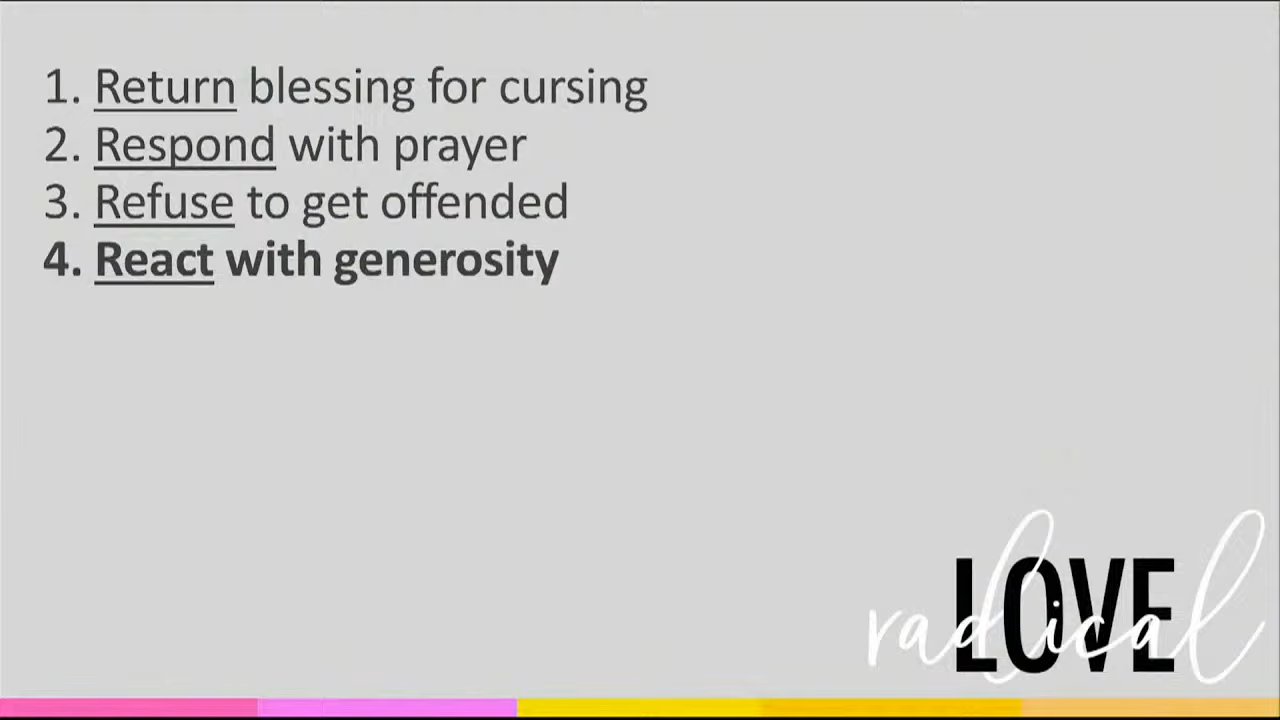 1. Return blessing for cursing
2. Respond with prayer
3. Refuse to get offended
4. React with generosity
radical
LOVE